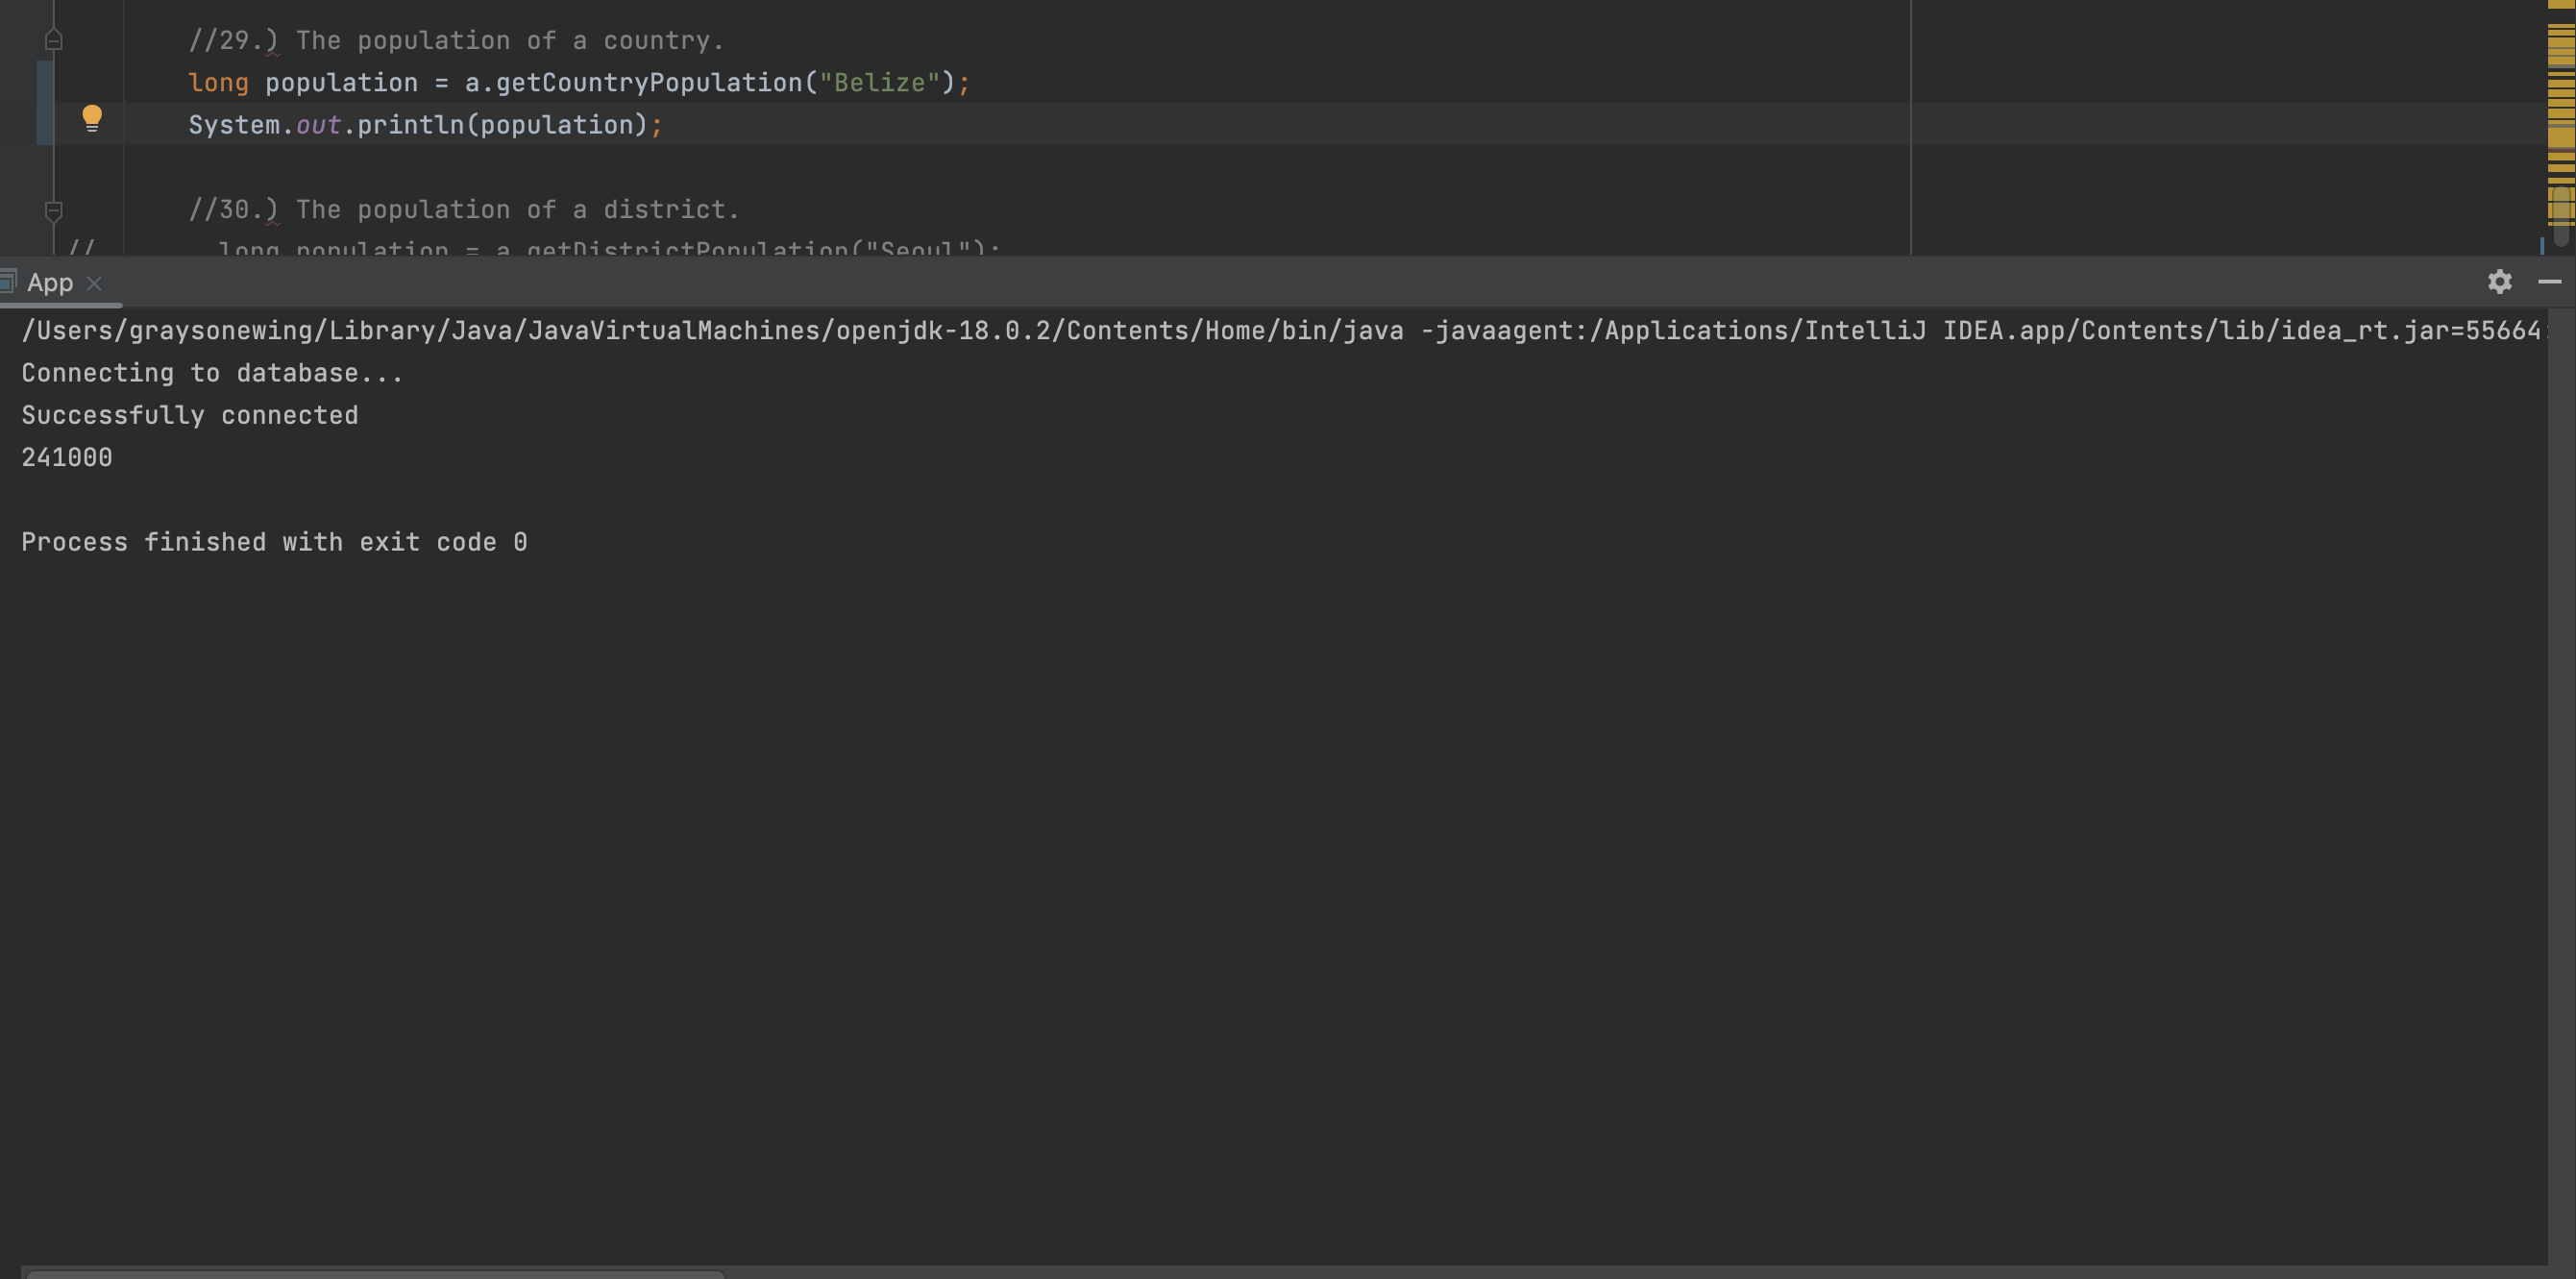 //29.) The population of a country.
long population = a.getCountryPopulation("Belize");
System.out.println(population);
//30.) The population of a district.
// long population = a.getDistrictPopulation("Seoul");
App
/Users/graysonewing/Library/Java/JavaVirtualMachines/openjdk-18.0.2/Contents/Home/bin/java -javaagent:/Applications/IntelliJ IDEA.app/Contents/lib/idea_rt.jar=55664:
Connecting to database...
Successfully connected
241000
Process finished with exit code 0